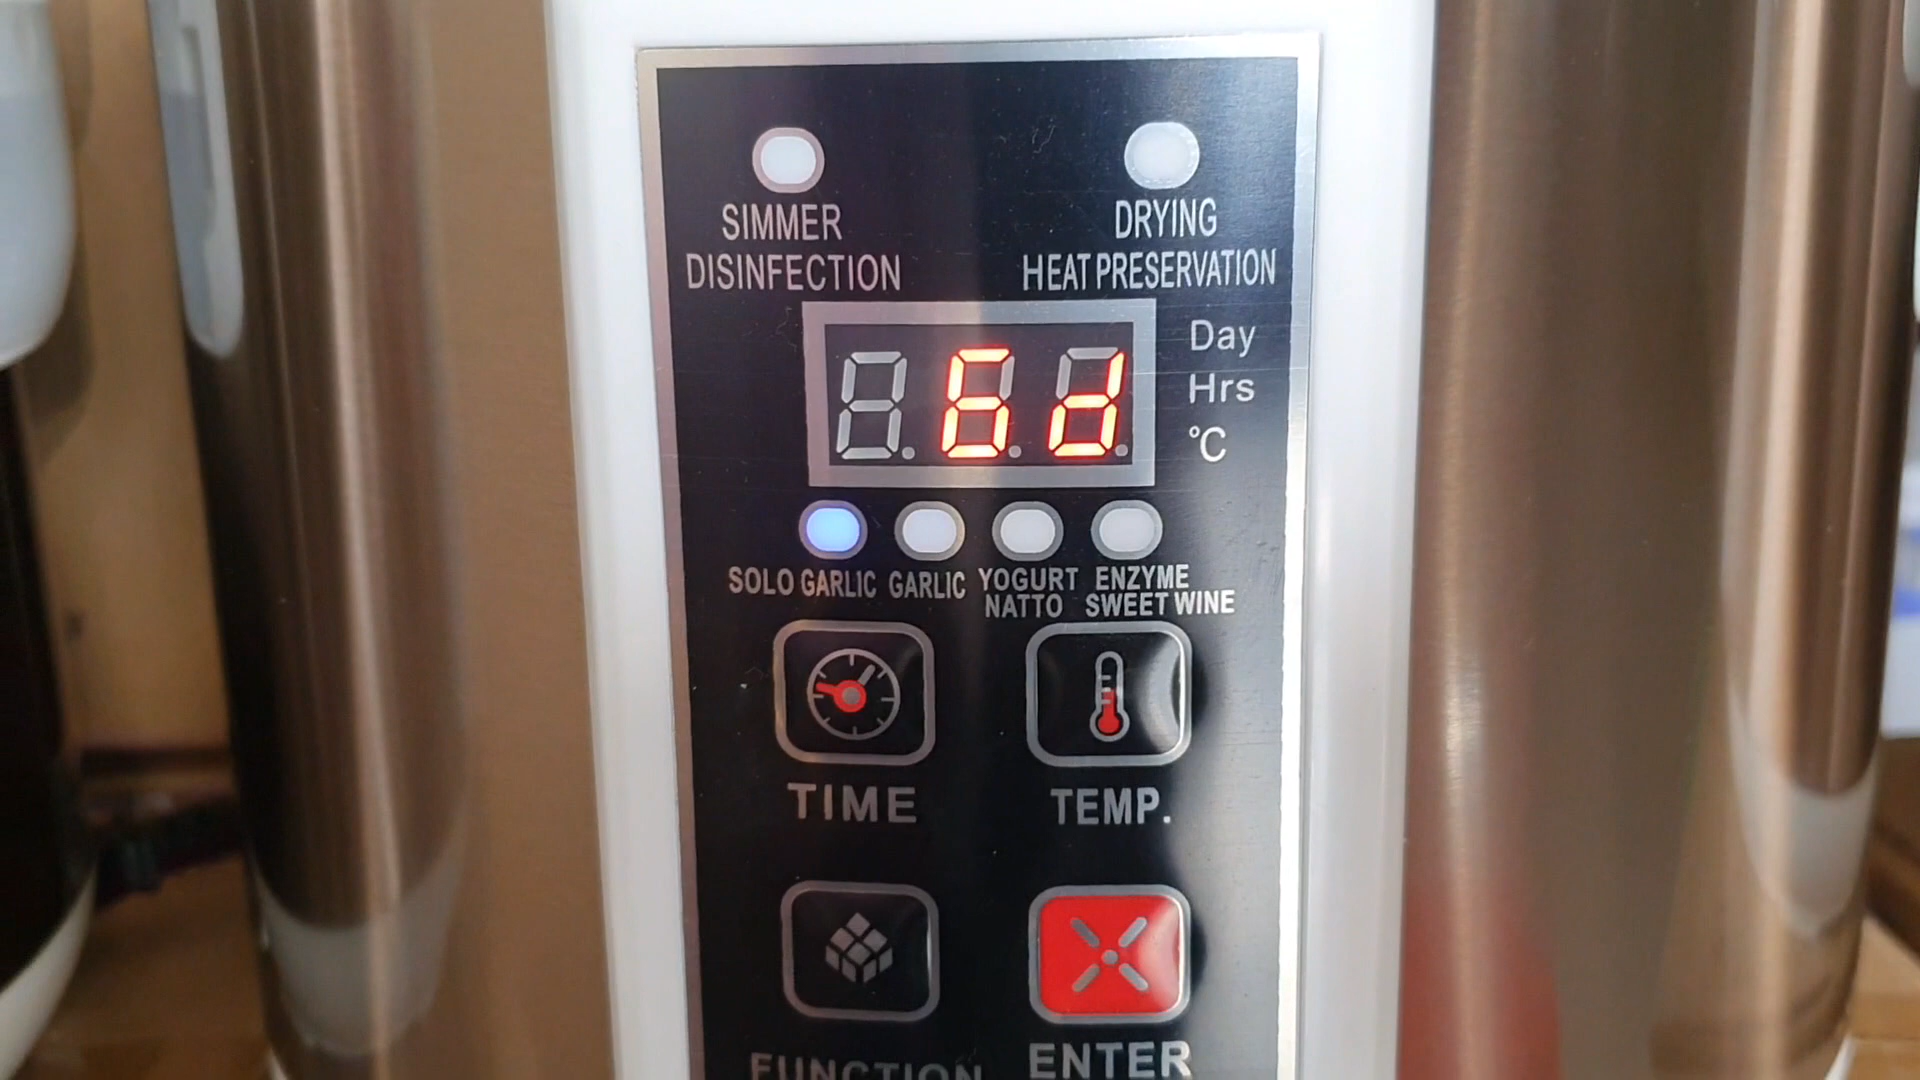 SIMMER
DISINFECTION
DRYING
HEAT PRESERVATION
6d
Day
Hrs
°C
SOLO GARLIC
GARLIC
YOGURT
NATTO
ENZYME
SWEET WINE
TIME
TEMP.
FUNCTION
ENTER